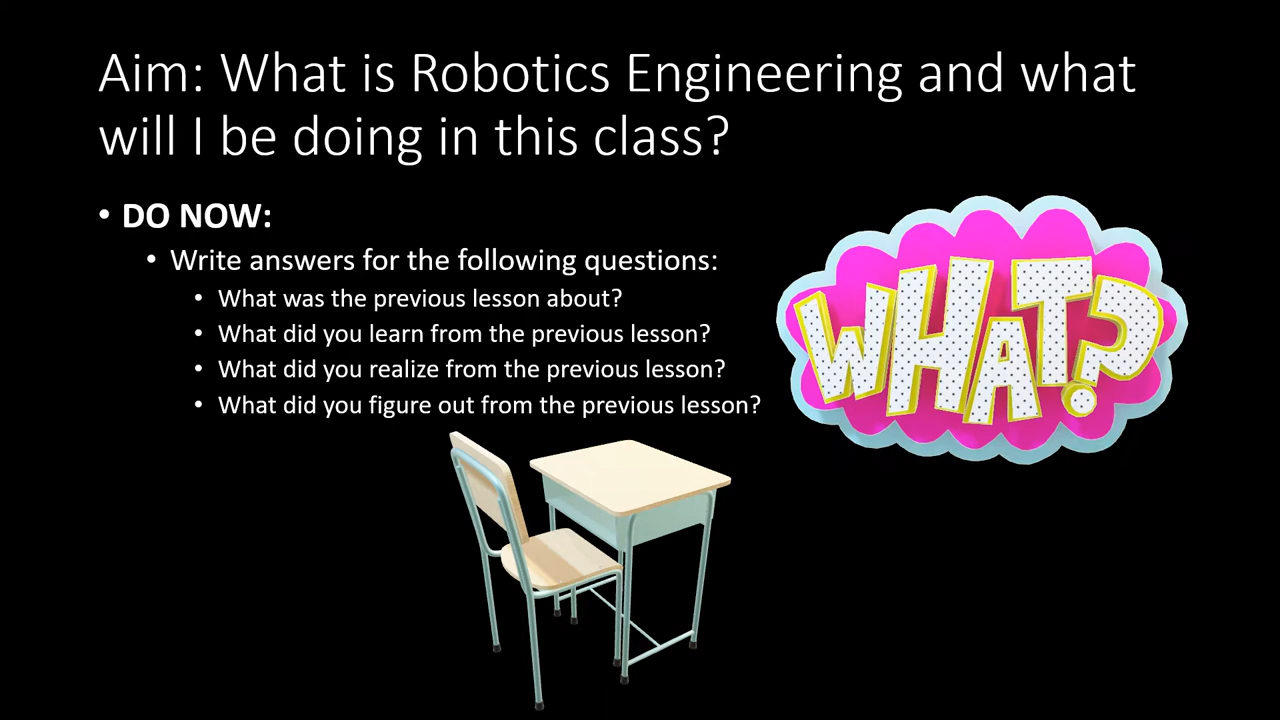 Aim: What is Robotics Engineering and what
will I be doing in this class?
• DO NOW:
• Write answers for the following questions:
• What was the previous lesson about?
• What did you learn from the previous lesson?
• What did you realize from the previous lesson?
• What did you figure out from the previous lesson?
WHAT?